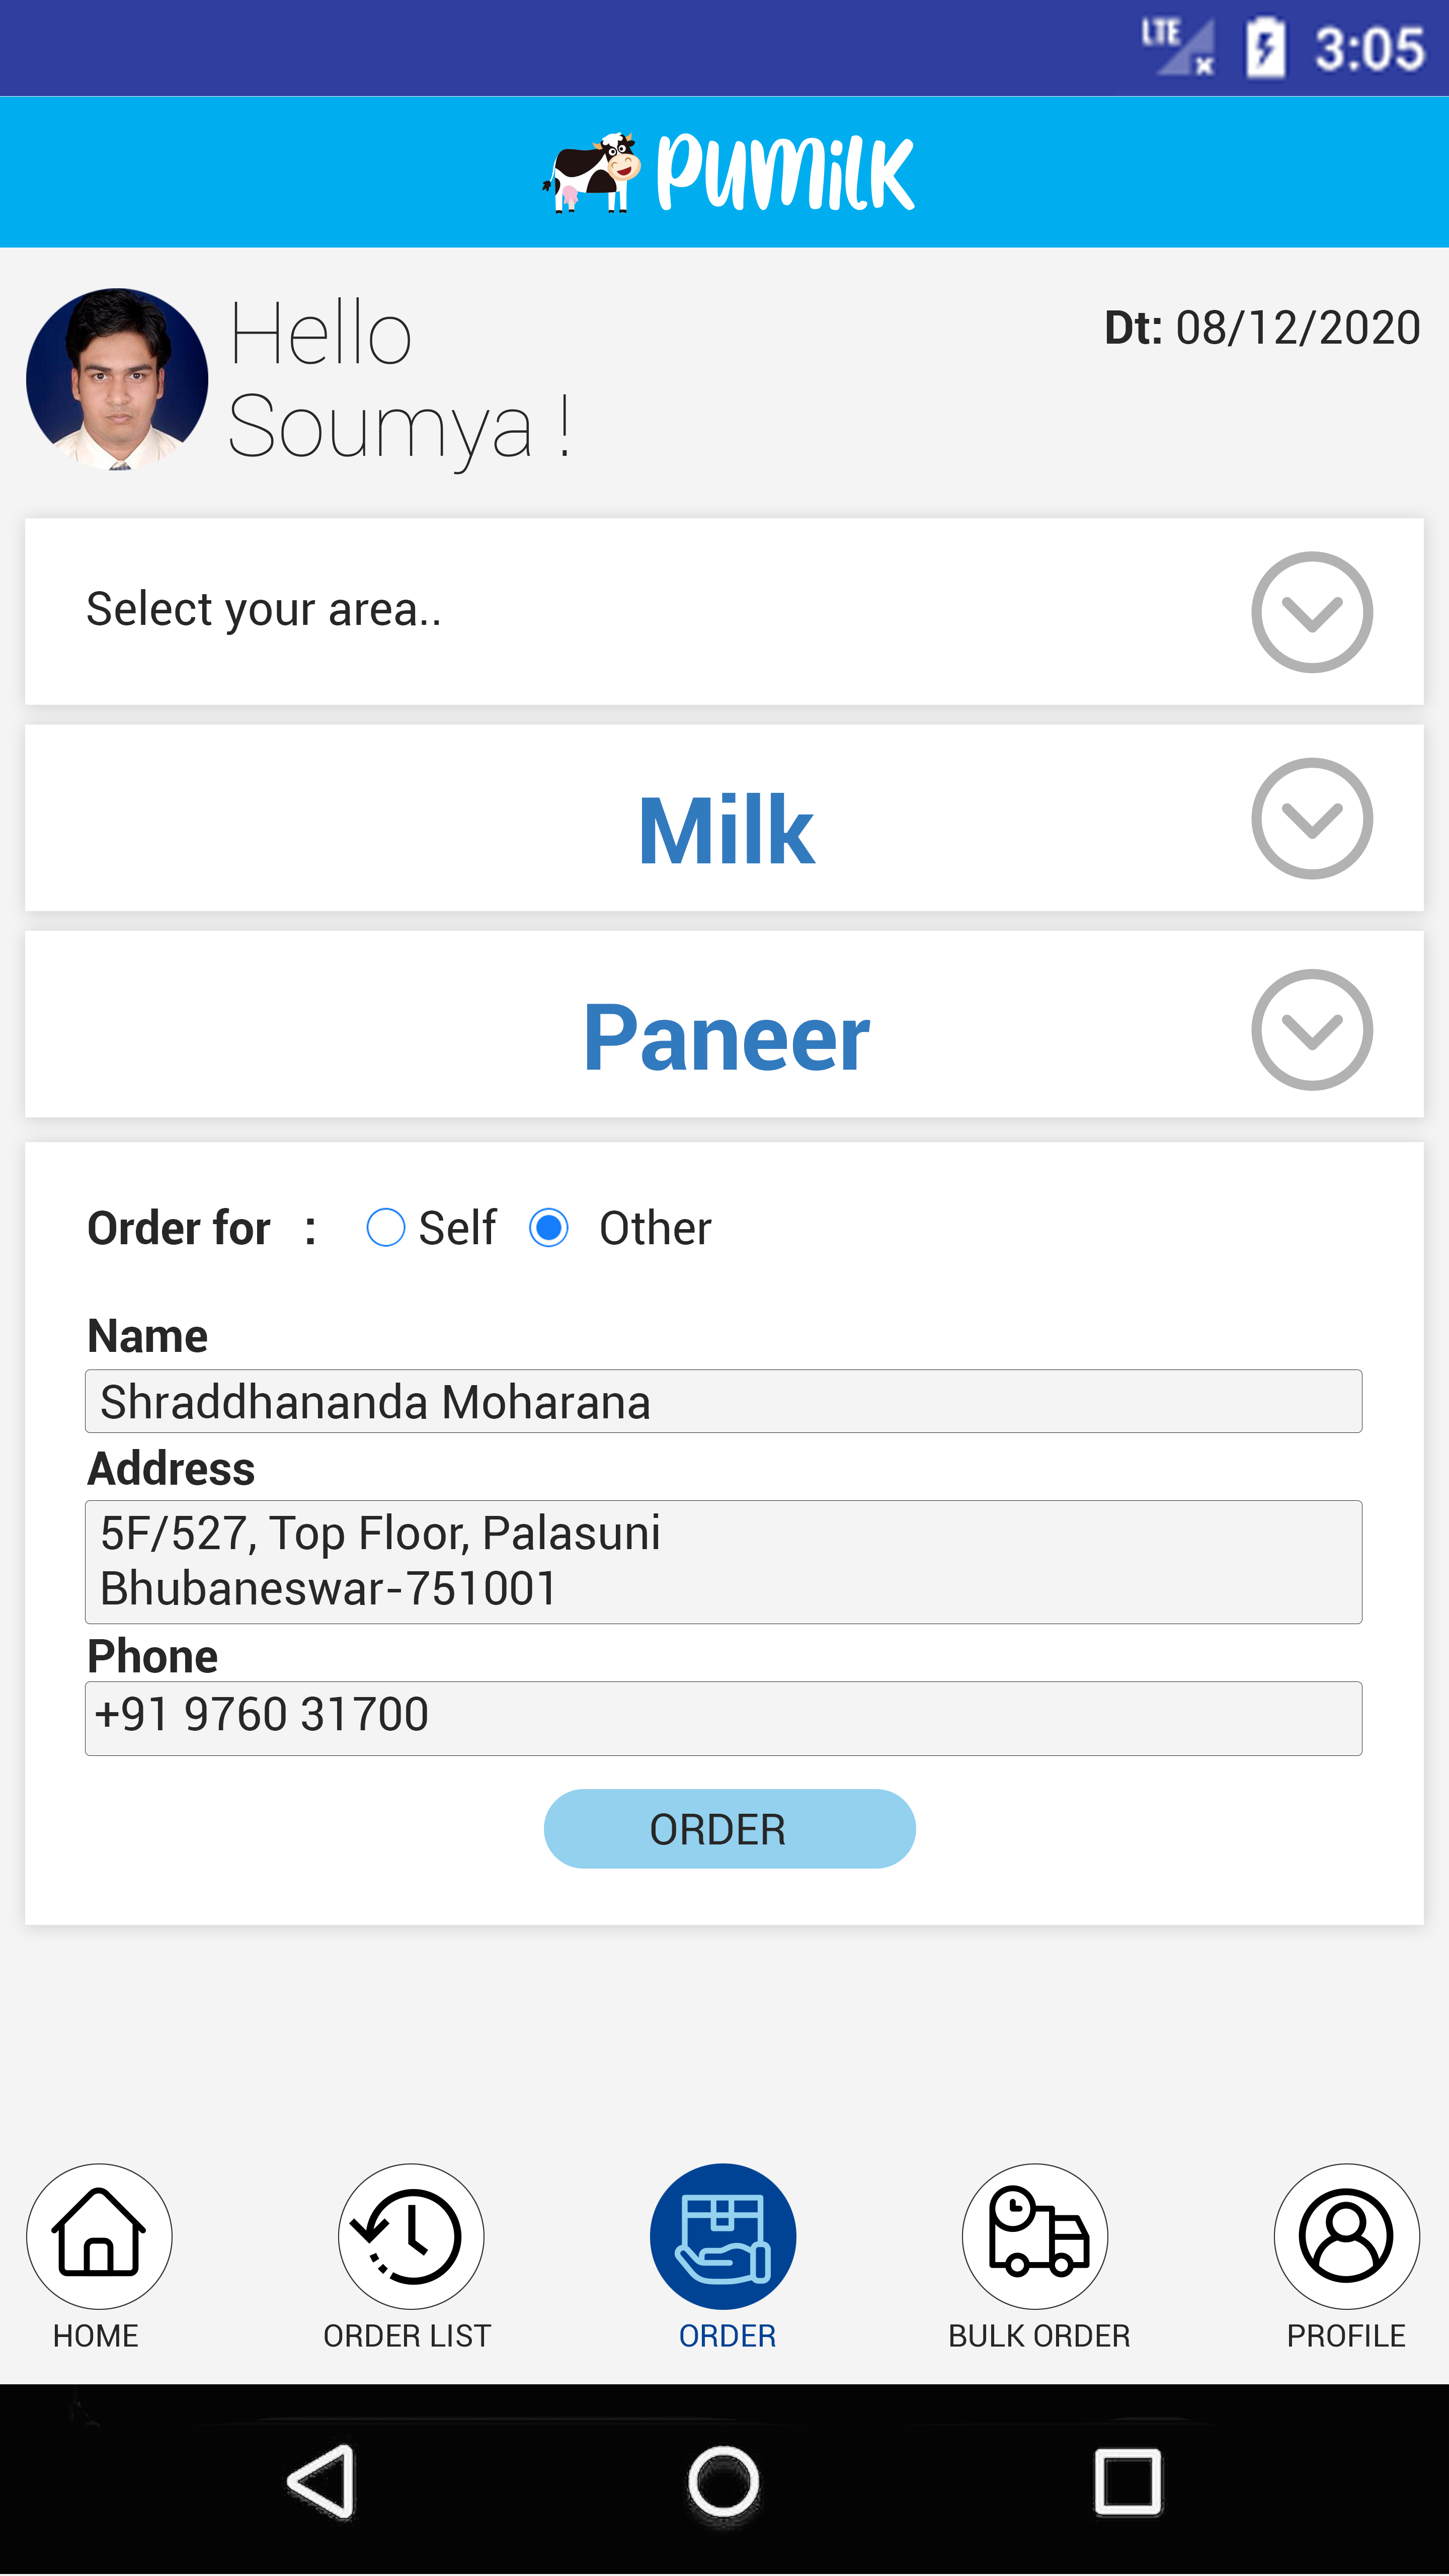 LTE 3:05
PUMilK
Hello
Soumya !
Dt: 08/12/2020
Select your area..
Milk
Paneer
Order for : Self Other
Name
Shraddhananda Moharana
Address
5F/527, Top Floor, Palasuni
Bhubaneswar-751001
Phone
+91 9760 31700
ORDER
HOME ORDER LIST ORDER BULK ORDER PROFILE